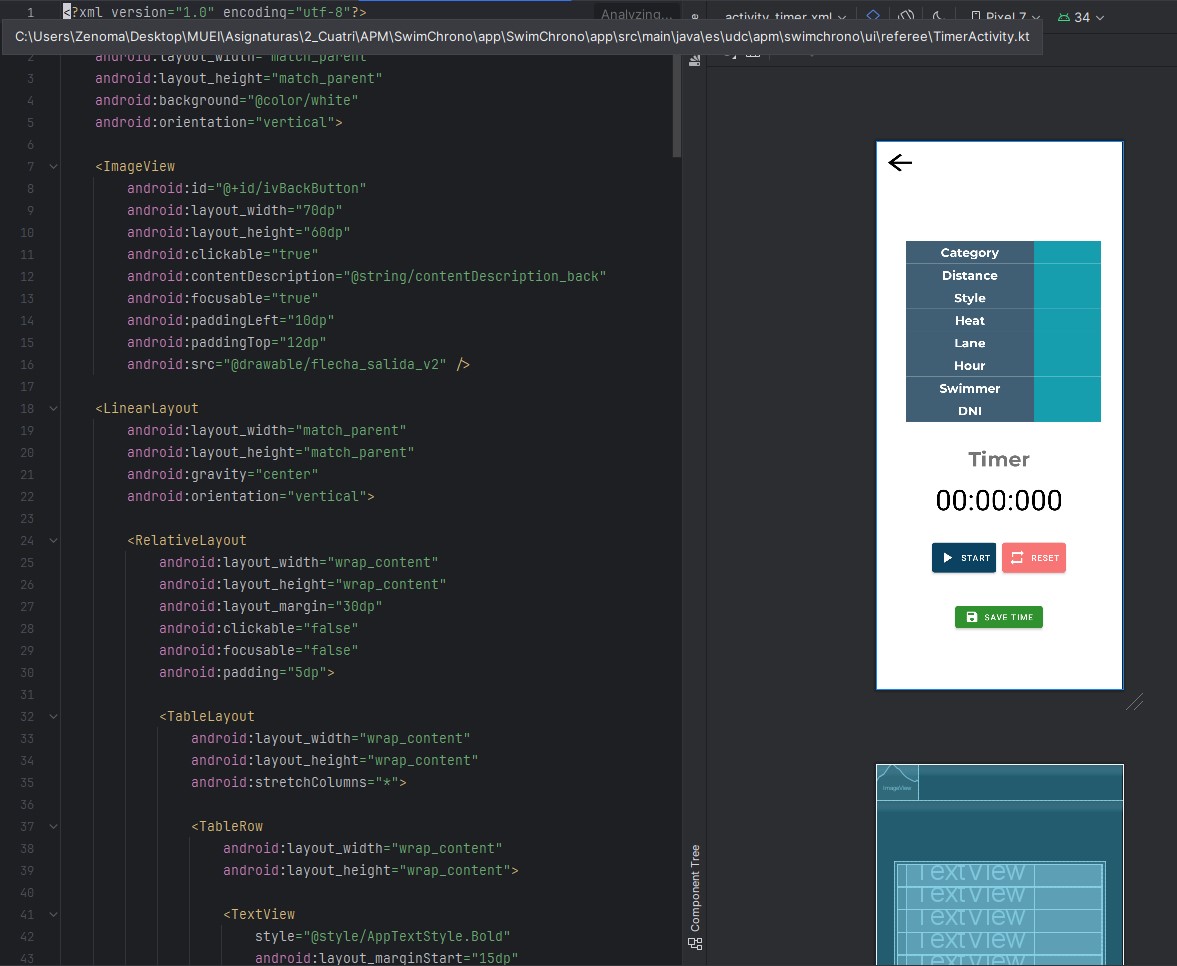 1 <?xml version="1.0" encoding="utf-8"?>
Analyzing...
activity_timer.xml
Pixel 7
34
C:\Users\Zenoma\Desktop\MUEI\Asignaturas\2_Cuatri\APM\SwimChrono\app\SwimChrono\app\src\main\java\es\udc\apm\swimchrono\ui\referee\TimerActivity.kt
2 android:layout_width="match_parent"
3 android:layout_height="match_parent"
4 android:background="@color/white"
5 android:orientation="vertical">
6
7 <ImageView
8 android:id="@+id/ivBackButton"
9 android:layout_width="70dp"
10 android:layout_height="60dp"
11 android:clickable="true"
12 android:contentDescription="@string/contentDescription_back"
13 android:focusable="true"
14 android:paddingLeft="10dp"
15 android:paddingTop="12dp"
16 android:src="@drawable/flecha_salida_v2" />
17
18 <LinearLayout
19 android:layout_width="match_parent"
20 android:layout_height="match_parent"
21 android:gravity="center"
22 android:orientation="vertical">
23
24 <RelativeLayout
25 android:layout_width="wrap_content"
26 android:layout_height="wrap_content"
27 android:layout_margin="30dp"
28 android:clickable="false"
29 android:focusable="false"
30 android:padding="5dp">
31
32 <TableLayout
33 android:layout_width="wrap_content"
34 android:layout_height="wrap_content"
35 android:stretchColumns="*">
36
37 <TableRow
38 android:layout_width="wrap_content"
39 android:layout_height="wrap_content">
40
41 <TextView
42 style="@style/AppTextStyle.Bold"
43 android:layout_marginStart="15dp"
Component Tree
Category
Distance
Style
Heat
Lane
Hour
Swimmer
DNI
Timer
00:00:000
START RESET
SAVE TIME
ImageView
TextView
TextView
TextView
TextView